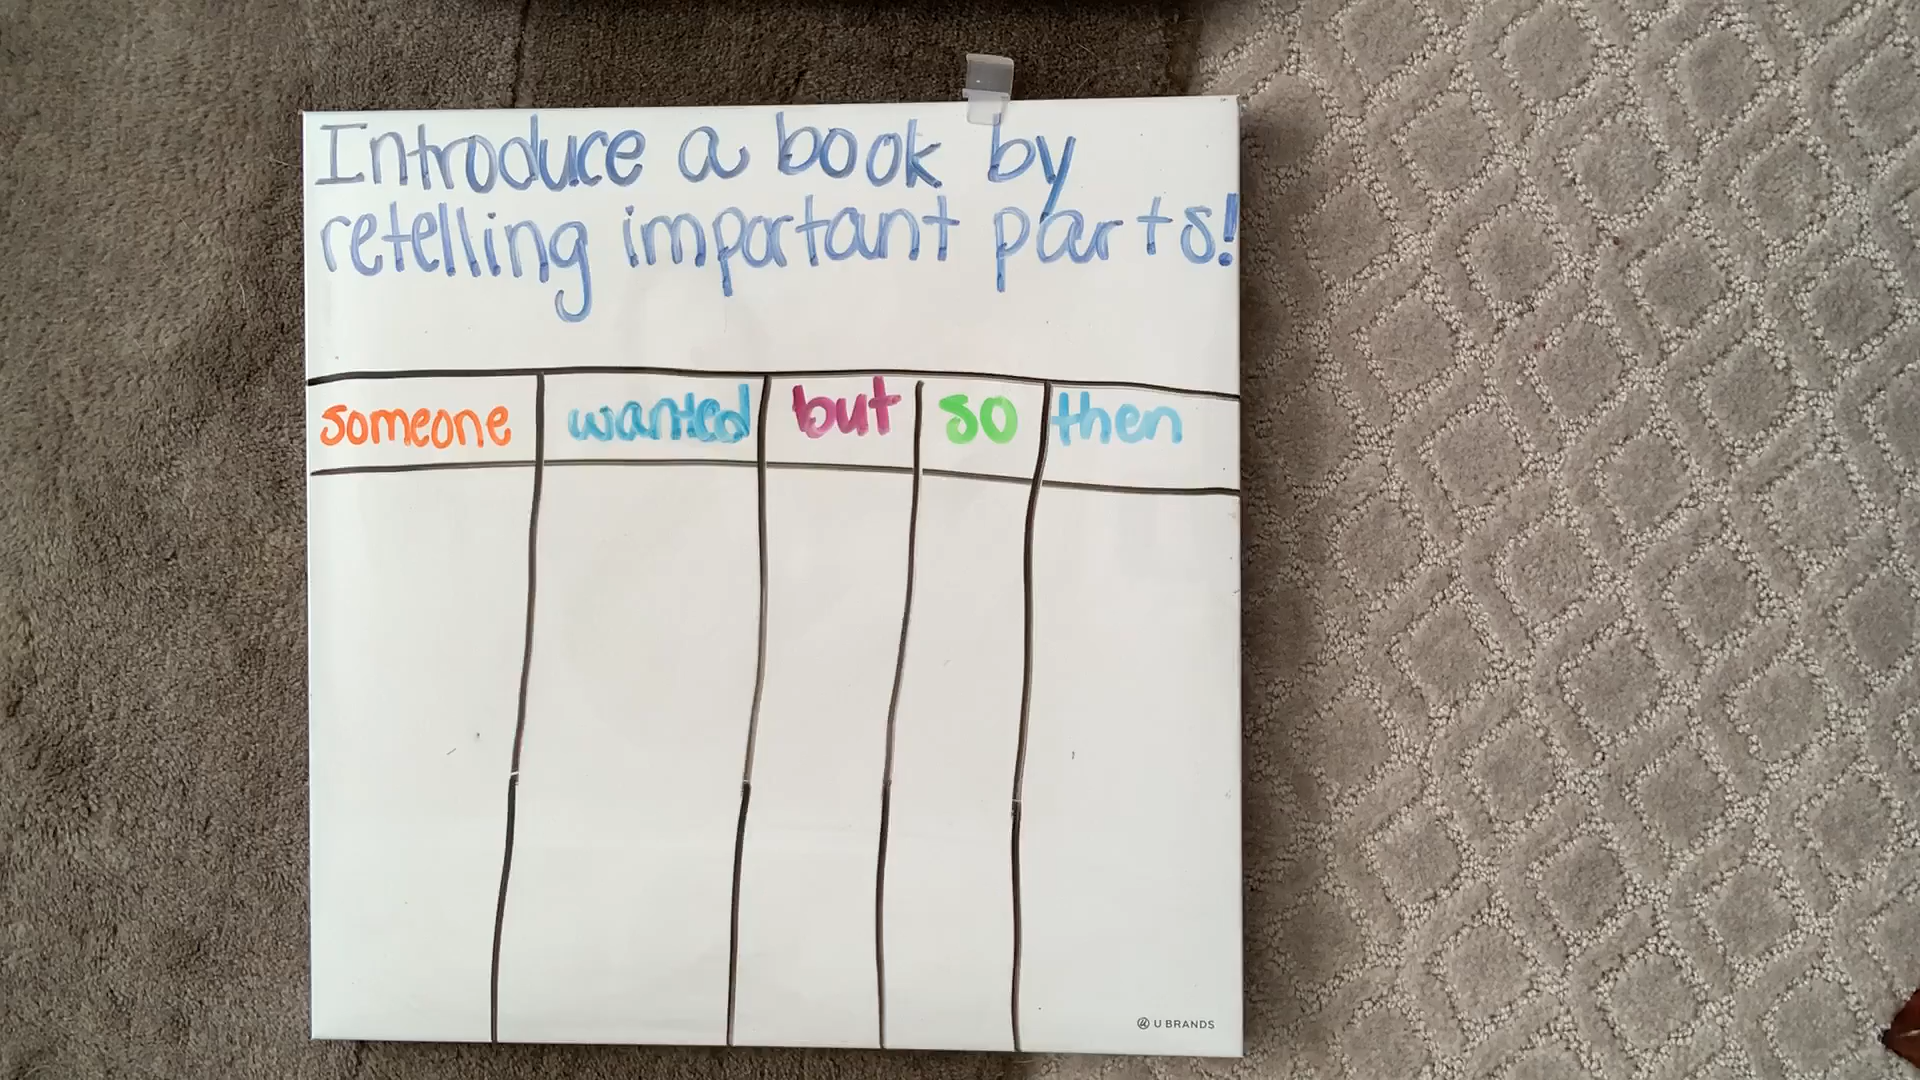 Introduce a book by
retelling important parts!
someone wanted but so then
U BRANDS